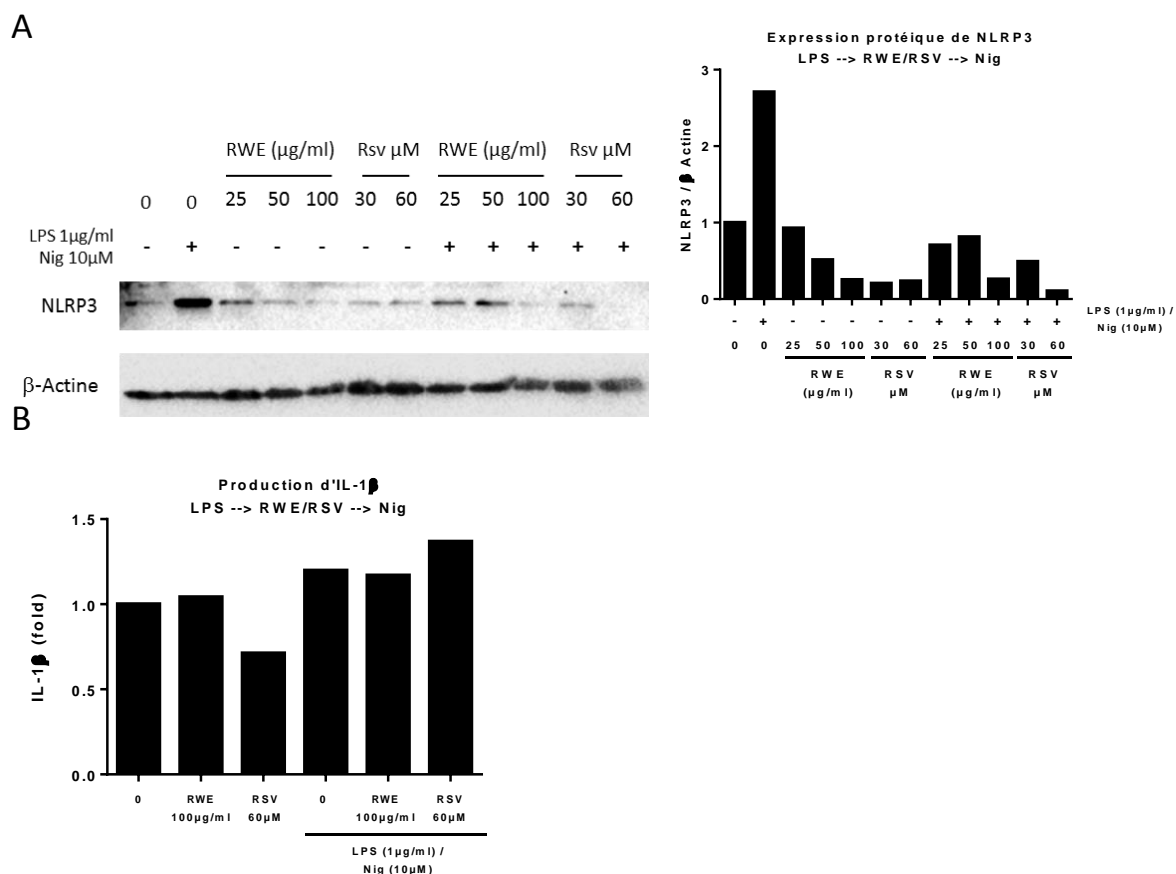 A
RWE (µg/ml) Rsv µM RWE (µg/ml) Rsv µM
0 0 25 50 100 30 60 25 50 100 30 60
LPS 1µg/ml
Nig 10µM
- + - - - - - + + + + +
NLRP3
β-Actine
Expression protéique de NLRP3
LPS --> RWE/RSV --> Nig
NLRP3 / β Actine
3
2
1
0
- + - - - - - + + + + +
LPS (1µg/ml) /
Nig (10µM)
0 0 25 50 100 30 60 25 50 100 30 60
RWE RSV RWE RSV
(µg/ml) µM (µg/ml) µM
B
Production d'IL-1β
LPS --> RWE/RSV --> Nig
IL-1β (fold)
1.5
1.0
0.5
0.0
0 RWE RSV 0 RWE RSV
100µg/ml 60µM 100µg/ml 60µM
LPS (1µg/ml) /
Nig (10µM)